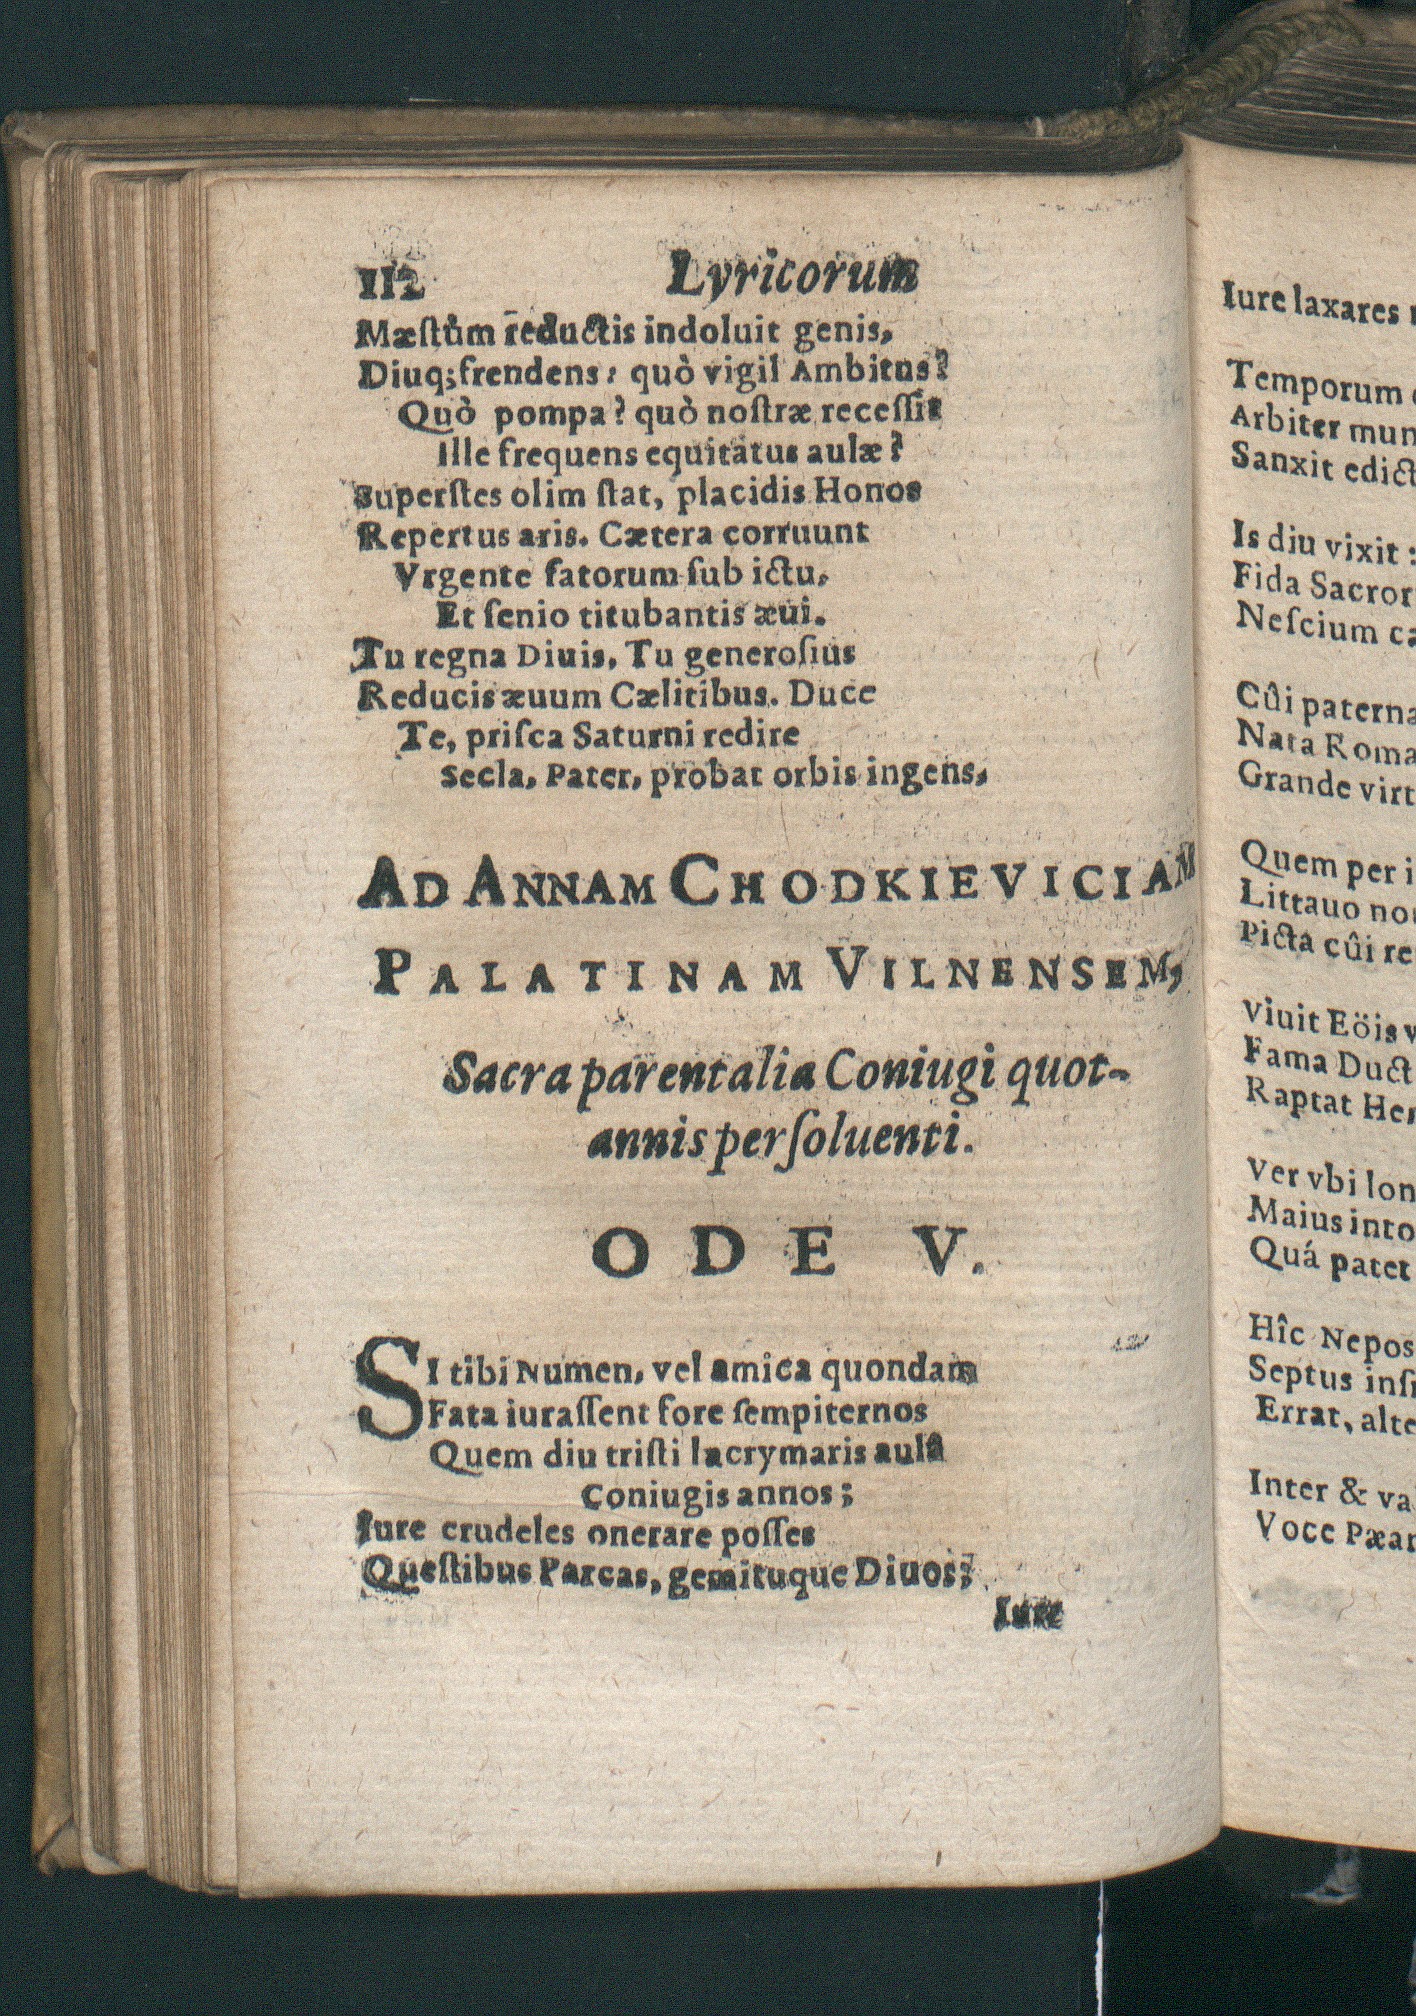 112 Lyricorum
Mæſtùm reductis indoluit genis,
Diuq; frendens, quò vigil Ambitus?
Quò pompa? quò noſtræ receſſit
Ille frequens equitatus aulæ?
Superſtes olim ſtat, placidis Honos
Repertus aris. Cætera corruunt
Vrgente fatorum ſub ictu,
Et ſenio titubantis æui.
Tu regna Diuis, Tu generoſius
Reducis æuum Cælitibus. Duce
Te, priſca Saturni redire
Secla, Pater, probat orbis ingens,
AD ANNAM CHODKIEVICIAM
PALATINAM VILNENSEM,
Sacra parentalia Coniugi quot-
annis perſoluenti.
ODE V.
SI tibi Numen, vel amica quondam
Fata iuraſſent fore ſempiternos
Quem diu triſti lacrymaris aulâ
Coniugis annos;
Iure crudeles onerare poſſes
Queſtibus Parcas, gemituque Diuos;
Iure
Iure laxares
Temporum
Arbiter mun
Sanxit edict
Is diu vixit :
Fida Sacror
Neſcium ca
Cûi paterna
Nata Roma
Grande virt
Quem per i
Littauo no
Picta cûi re
Viuit Eöis v
Fama Duct
Raptat He
Ver vbi lon
Maius into
Quá patet
Hîc Nepos
Septus inſi
Errat, alte
Inter & va
Voce Pæan